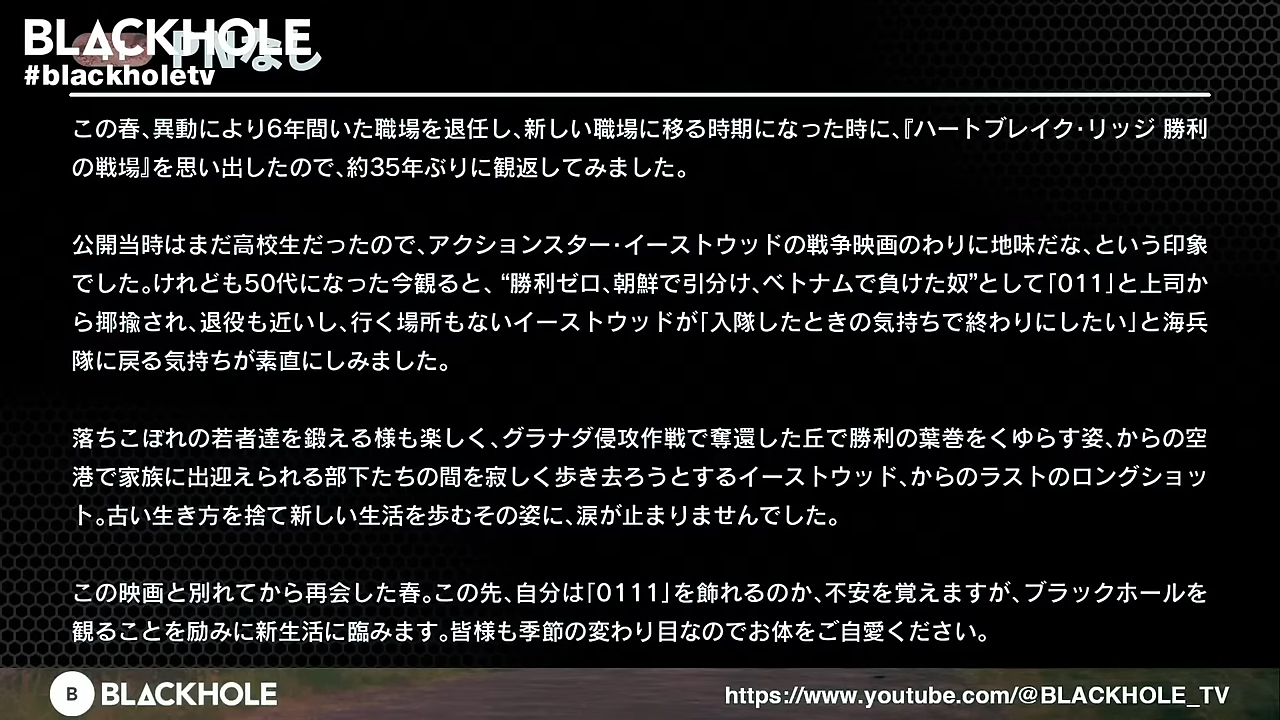 BLACKHOLE
PNなし
#blackholetv
この春、異動により6年間いた職場を退任し、新しい職場に移る時期になった時に、『ハートブレイク・リッジ 勝利
の戦場』を思い出したので、約35年ぶりに観返してみました。
公開当時はまだ高校生だったので、アクションスター・イーストウッドの戦争映画のわりに地味だな、という印象
でした。けれども50代になった今観ると、“勝利ゼロ、朝鮮で引分け、ベトナムで負けた奴”として「011」と上司か
ら揶揄され、退役も近いし、行く場所もないイーストウッドが「入隊したときの気持ちで終わりにしたい」と海兵
隊に戻る気持ちが素直にしみました。
落ちこぼれの若者達を鍛える様も楽しく、グラナダ侵攻作戦で奪還した丘で勝利の葉巻をくゆらす姿、からの空
港で家族に出迎えられる部下たちの間を寂しく歩き去ろうとするイーストウッド、からのラストのロングショッ
ト。古い生き方を捨て新しい生活を歩むその姿に、涙が止まりませんでした。
この映画と別れてから再会した春。この先、自分は「0111」を飾れるのか、不安を覚えますが、ブラックホールを
観ることを励みに新生活に臨みます。皆様も季節の変わり目なのでお体をご自愛ください。
B BLACKHOLE
https://www.youtube.com/@BLACKHOLE_TV